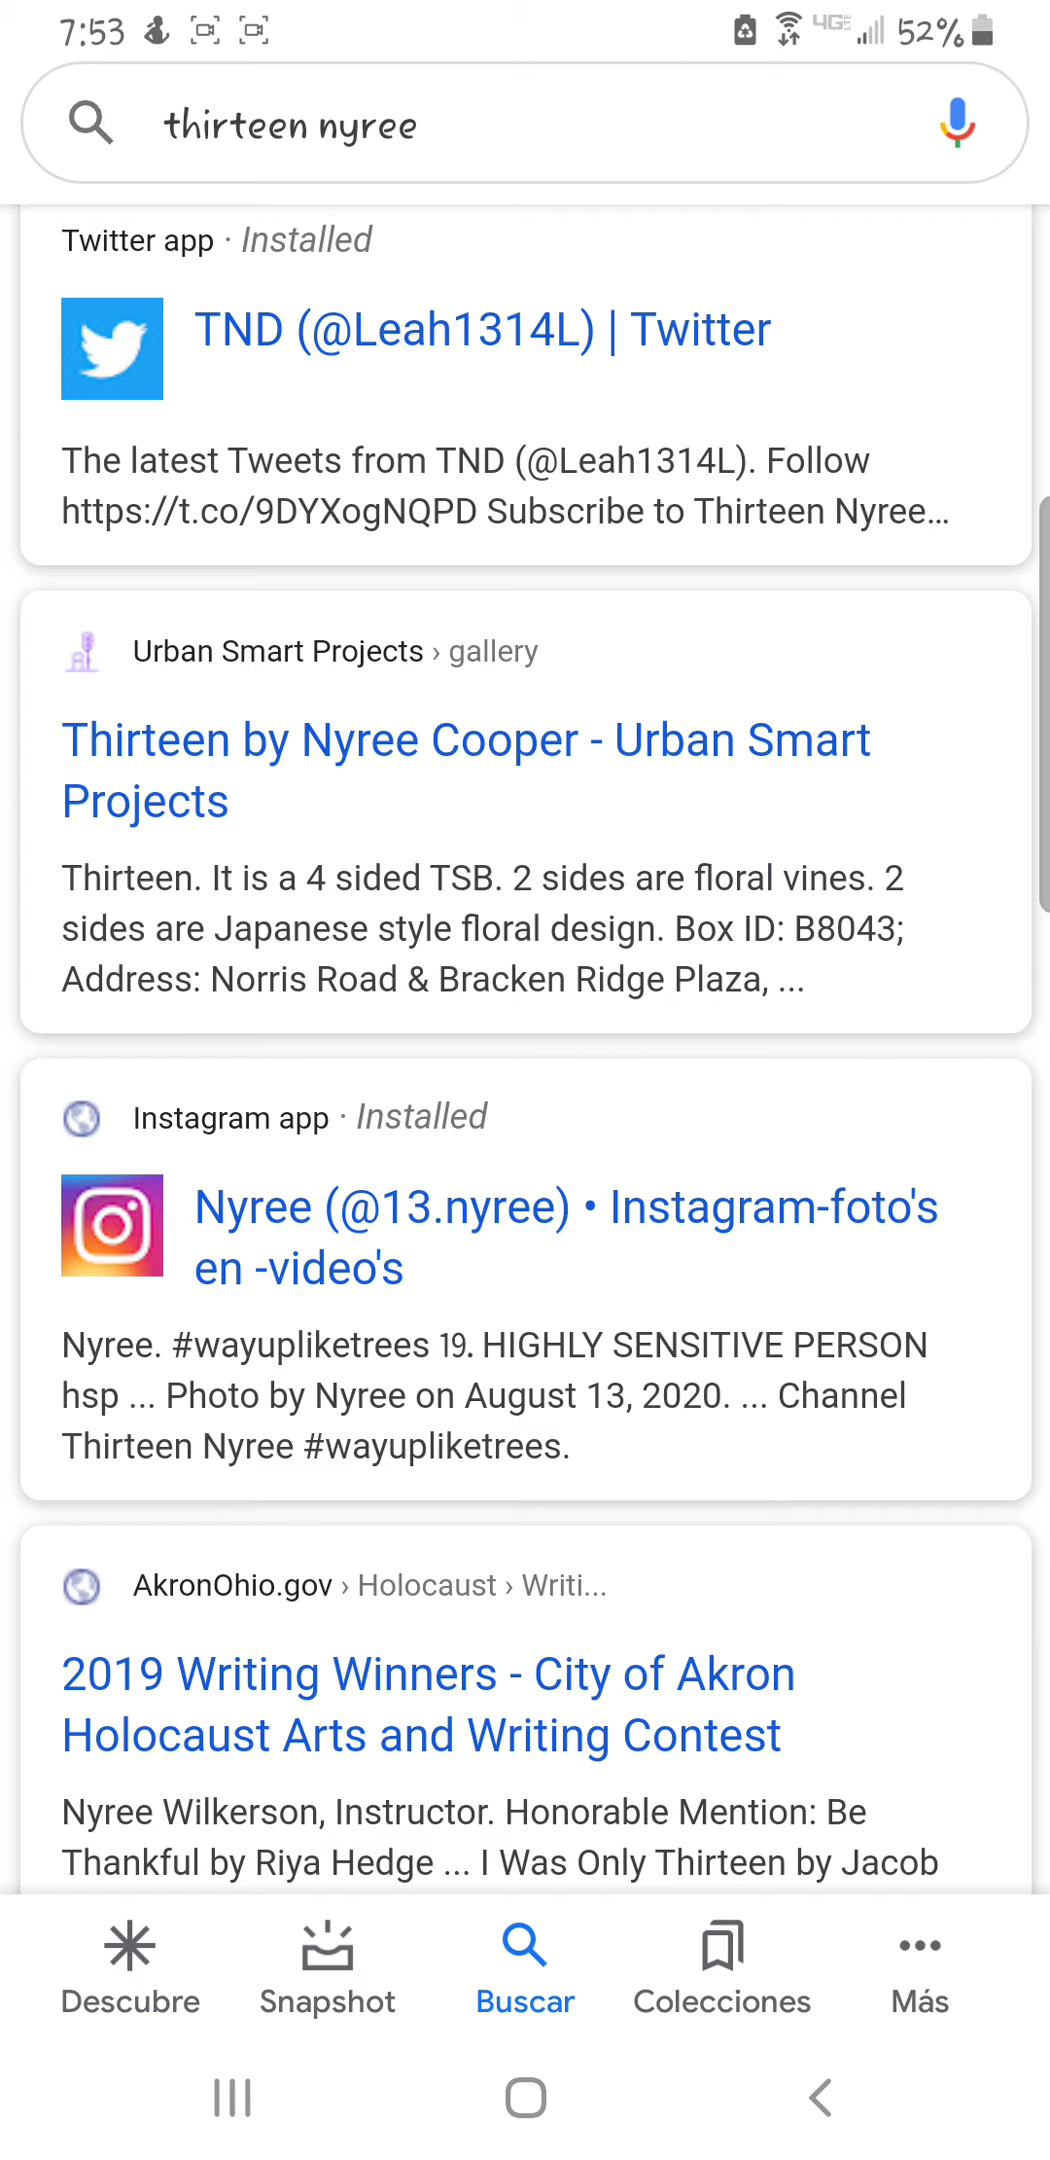 7:53 4GE 52%
thirteen nyree
Twitter app · Installed
TND (@Leah1314L) | Twitter
The latest Tweets from TND (@Leah1314L). Follow
https://t.co/9DYXogNQPD Subscribe to Thirteen Nyree...
Urban Smart Projects › gallery
Thirteen by Nyree Cooper - Urban Smart
Projects
Thirteen. It is a 4 sided TSB. 2 sides are floral vines. 2
sides are Japanese style floral design. Box ID: B8043;
Address: Norris Road & Bracken Ridge Plaza, ...
Instagram app · Installed
Nyree (@13.nyree) • Instagram-foto's
en -video's
Nyree. #wayupliketrees 19. HIGHLY SENSITIVE PERSON
hsp ... Photo by Nyree on August 13, 2020. ... Channel
Thirteen Nyree #wayupliketrees.
AkronOhio.gov › Holocaust › Writi...
2019 Writing Winners - City of Akron
Holocaust Arts and Writing Contest
Nyree Wilkerson, Instructor. Honorable Mention: Be
Thankful by Riya Hedge ... I Was Only Thirteen by Jacob
Descubre Snapshot Buscar Colecciones Más